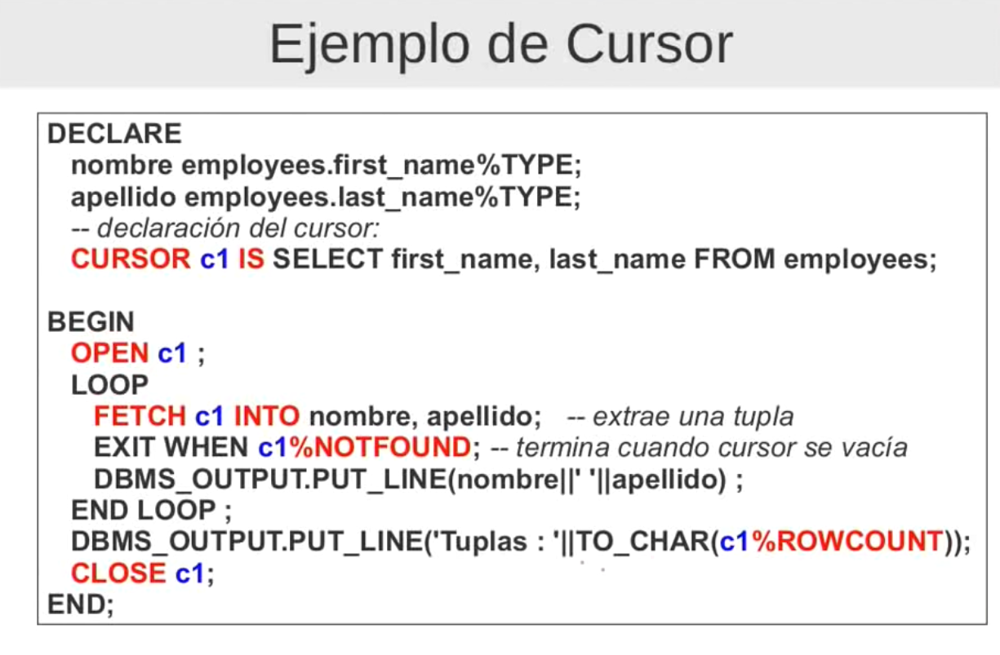 Ejemplo de Cursor
DECLARE
nombre employees.first_name%TYPE;
apellido employees.last_name%TYPE;
-- declaración del cursor:
CURSOR c1 IS SELECT first_name, last_name FROM employees;
BEGIN
OPEN c1 ;
LOOP
FETCH c1 INTO nombre, apellido; -- extrae una tupla
EXIT WHEN c1%NOTFOUND; -- termina cuando cursor se vacía
DBMS_OUTPUT.PUT_LINE(nombre||' '||apellido) ;
END LOOP ;
DBMS_OUTPUT.PUT_LINE('Tuplas : '||TO_CHAR(c1%ROWCOUNT));
CLOSE c1;
END;